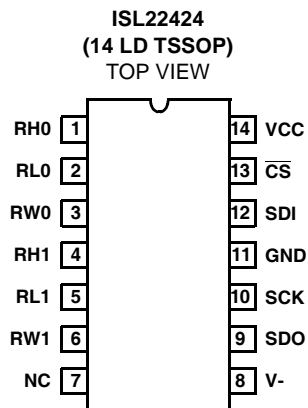 ISL22424
(14 LD TSSOP)
TOP VIEW
RH0 1 14 VCC
RL0 2 13 C̅S̅
RW0 3 12 SDI
RH1 4 11 GND
RL1 5 10 SCK
RW1 6 9 SDO
NC 7 8 V-